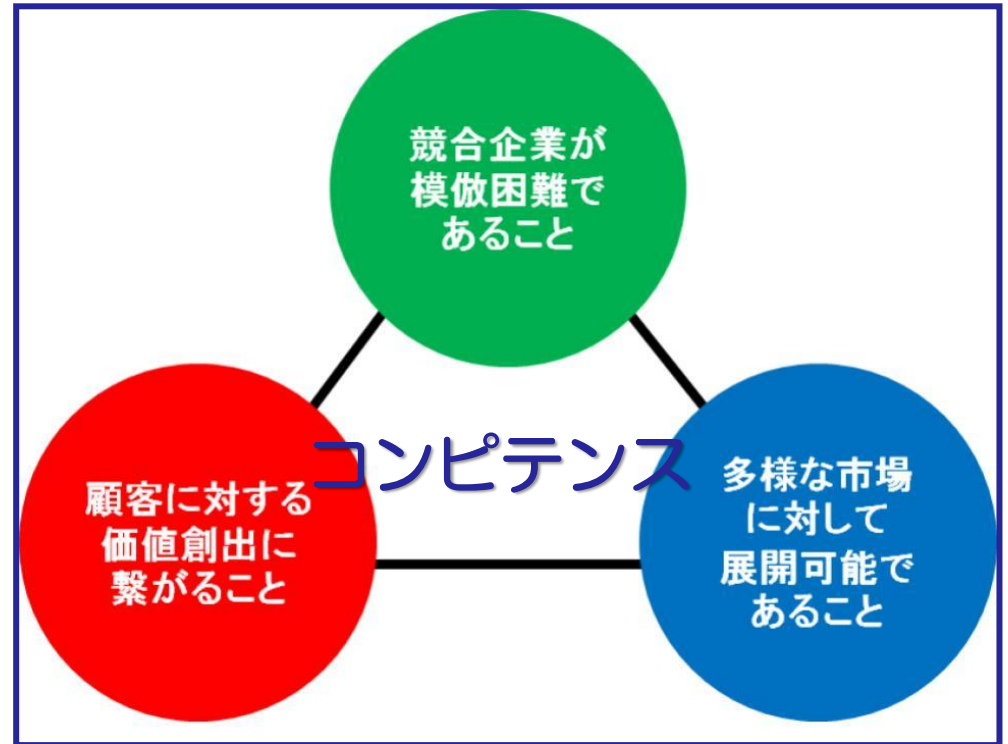 競合企業が
模倣困難で
あること
コンピテンス
顧客に対する
価値創出に
繋がること
多様な市場
に対して
展開可能で
あること